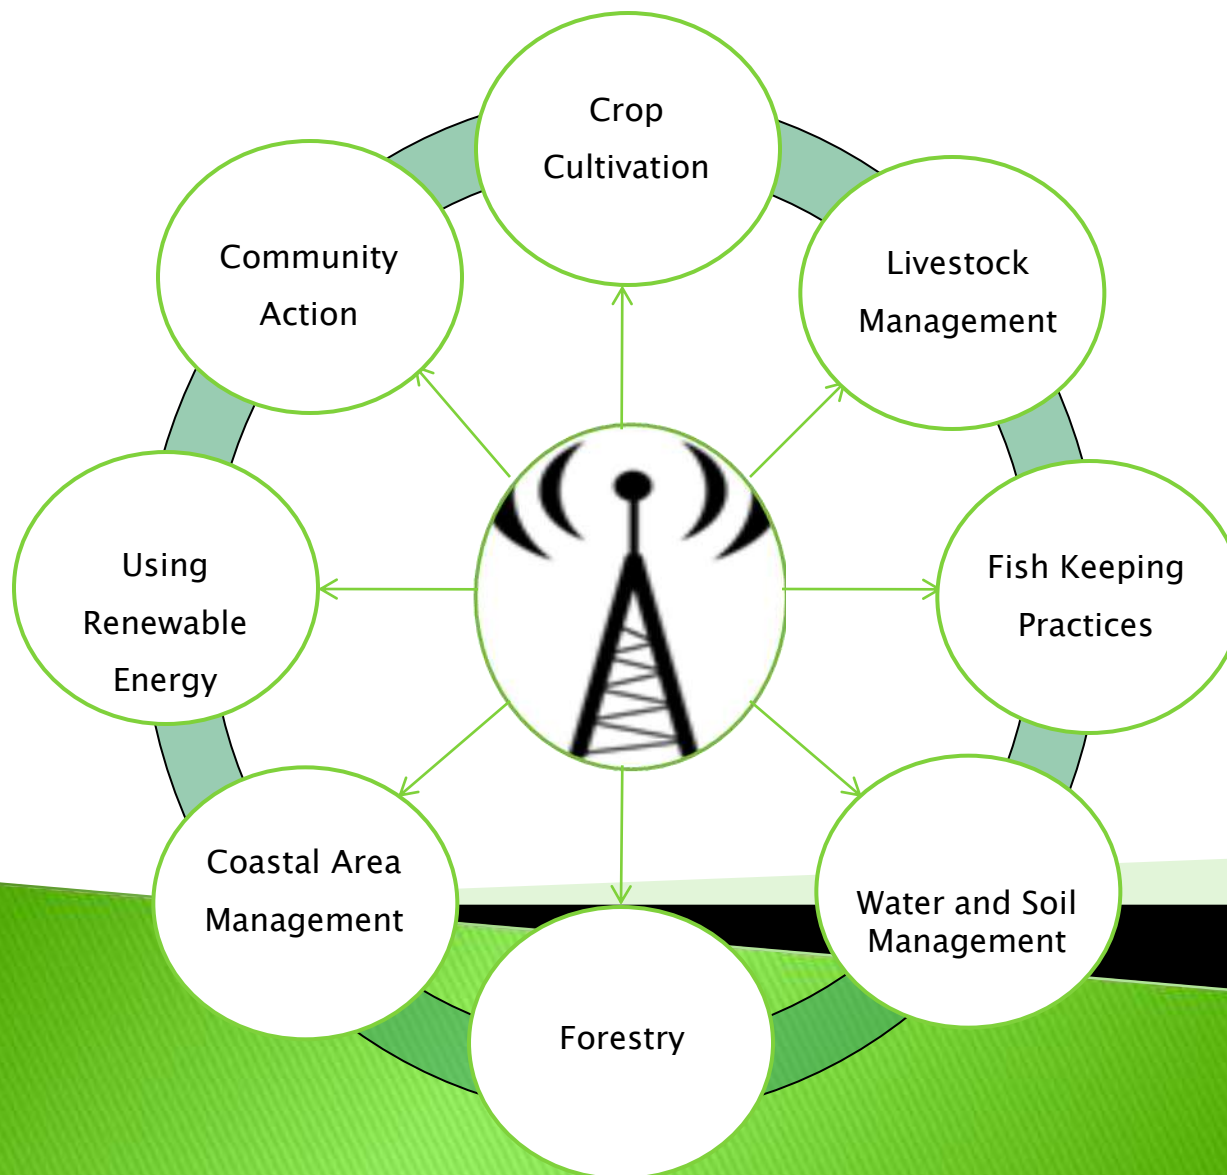 Crop
Cultivation
Livestock
Management
Fish Keeping
Practices
Water and Soil
Management
Forestry
Coastal Area
Management
Using
Renewable
Energy
Community
Action